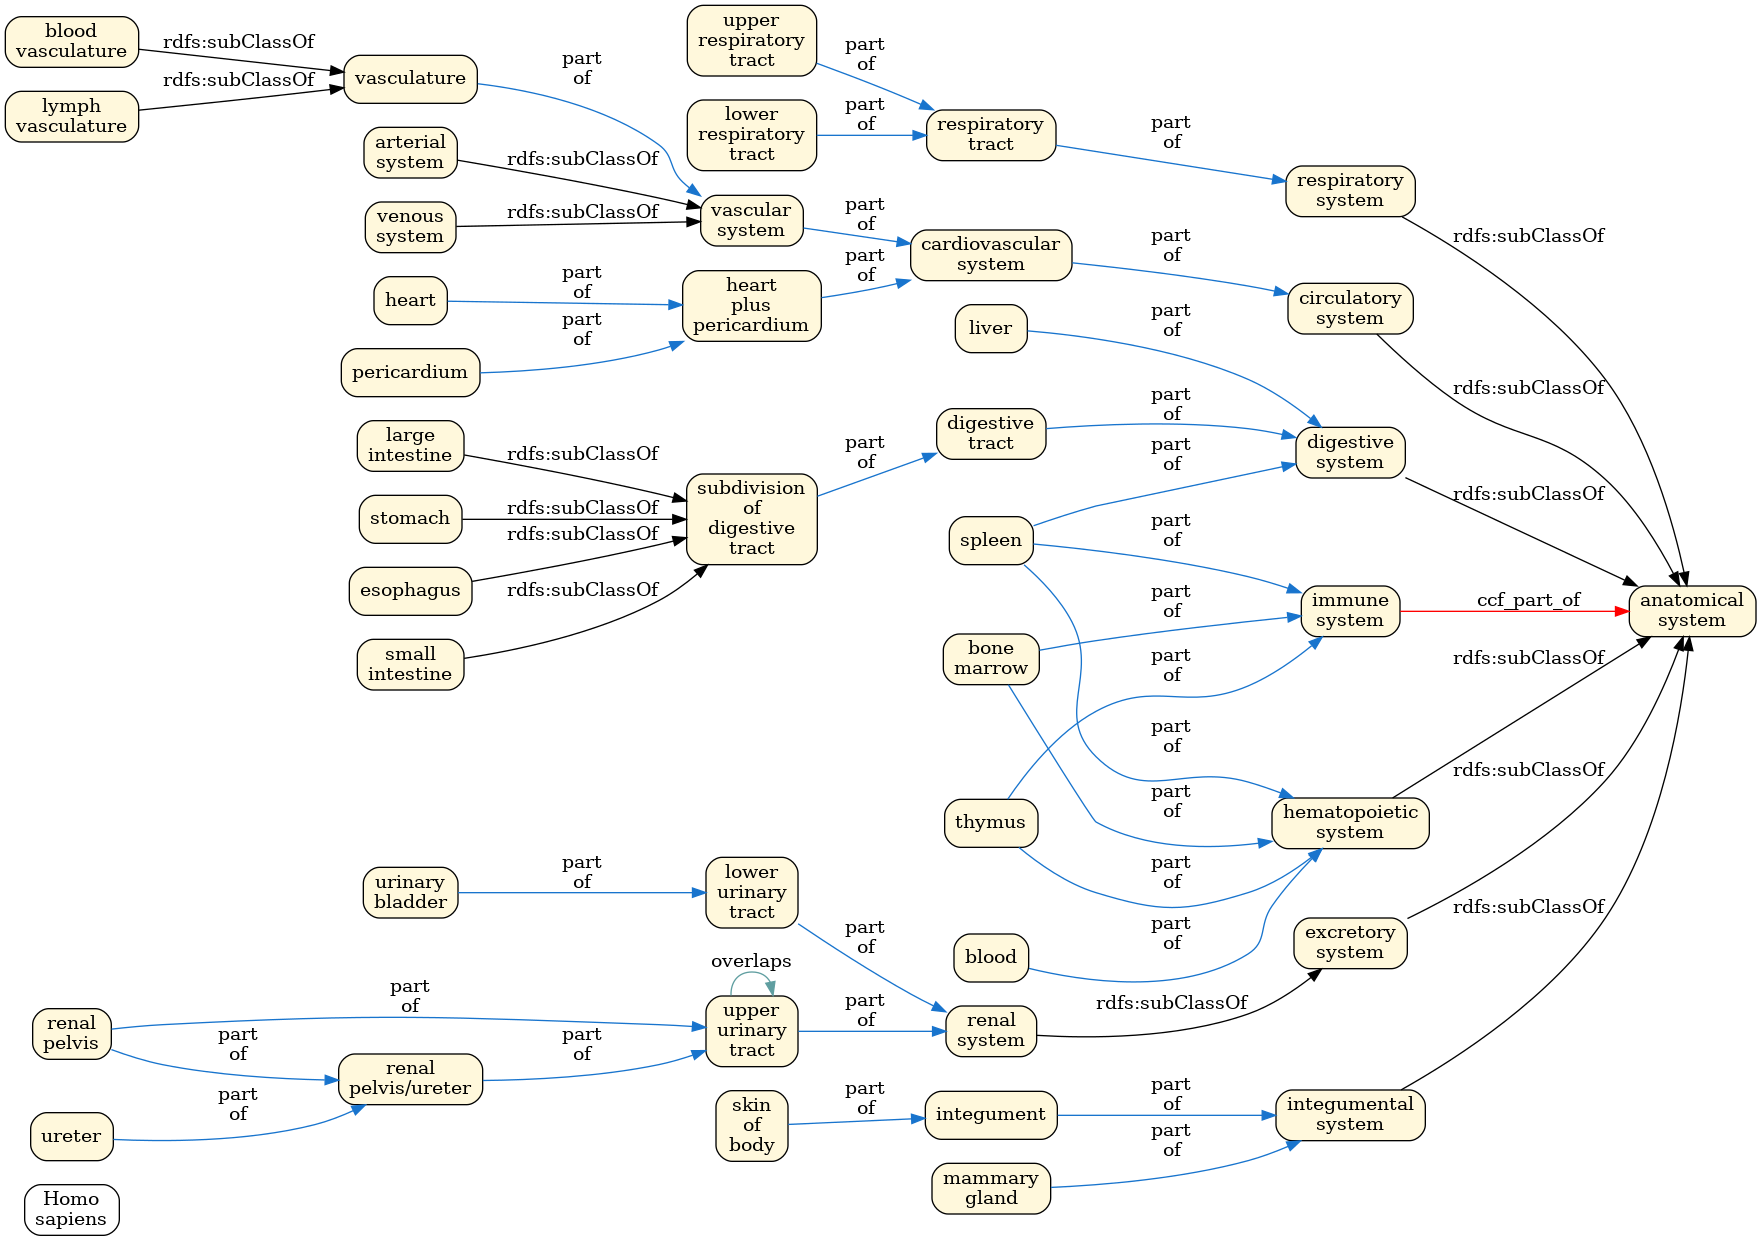 blood
vasculature
lymph
vasculature
rdfs:subClassOf
rdfs:subClassOf
vasculature
part
of
arterial
system
venous
system
rdfs:subClassOf
rdfs:subClassOf
vascular
system
part
of
heart
pericardium
part
of
part
of
heart
plus
pericardium
part
of
cardiovascular
system
part
of
circulatory
system
rdfs:subClassOf
upper
respiratory
tract
part
of
lower
respiratory
tract
part
of
respiratory
tract
part
of
respiratory
system
rdfs:subClassOf
large
intestine
rdfs:subClassOf
stomach
rdfs:subClassOf
esophagus
rdfs:subClassOf
small
intestine
rdfs:subClassOf
subdivision
of
digestive
tract
part
of
digestive
tract
part
of
liver
part
of
digestive
system
rdfs:subClassOf
spleen
part
of
part
of
part
of
bone
marrow
part
of
part
of
immune
system
ccf_part_of
anatomical
system
thymus
part
of
part
of
hematopoietic
system
rdfs:subClassOf
blood
part
of
urinary
bladder
part
of
lower
urinary
tract
part
of
renal
pelvis
part
of
part
of
ureter
part
of
renal
pelvis/ureter
part
of
overlaps
upper
urinary
tract
part
of
renal
system
rdfs:subClassOf
excretory
system
rdfs:subClassOf
skin
of
body
part
of
integument
part
of
mammary
gland
part
of
integumental
system
rdfs:subClassOf
Homo
sapiens